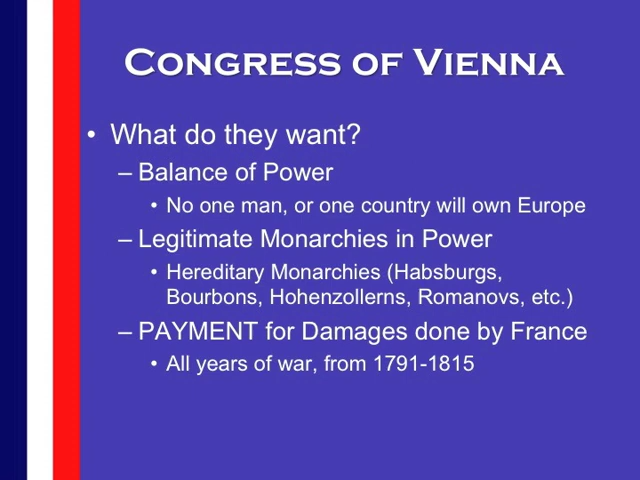 Congress of Vienna
• What do they want?
– Balance of Power
• No one man, or one country will own Europe
– Legitimate Monarchies in Power
• Hereditary Monarchies (Habsburgs,
Bourbons, Hohenzollerns, Romanovs, etc.)
– PAYMENT for Damages done by France
• All years of war, from 1791-1815